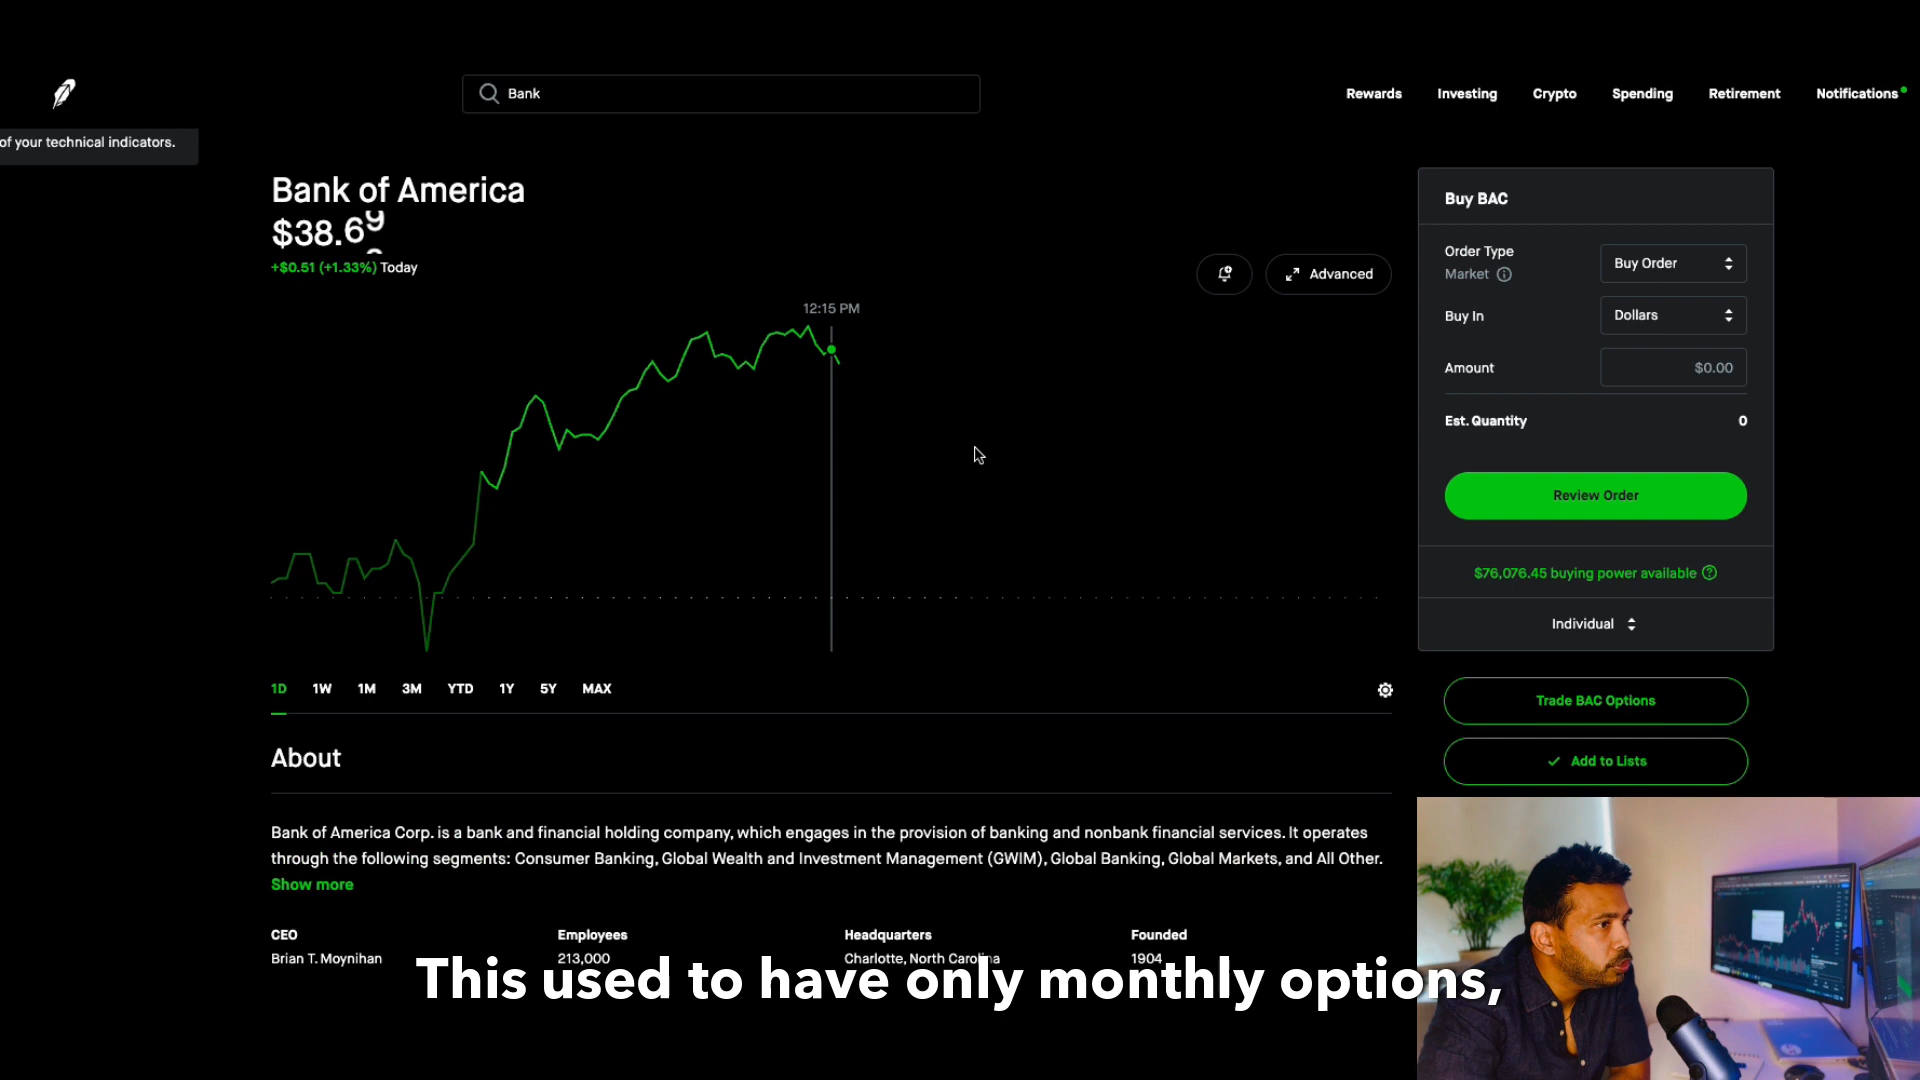 Bank
Rewards
Investing
Crypto
Spending
Retirement
Notifications
of your technical indicators.
Bank of America
$38.69
+$0.51 (+1.33%) Today
Advanced
12:15 PM
1D
1W
1M
3M
YTD
1Y
5Y
MAX
About
Bank of America Corp. is a bank and financial holding company, which engages in the provision of banking and nonbank financial services. It operates
through the following segments: Consumer Banking, Global Wealth and Investment Management (GWIM), Global Banking, Global Markets, and All Other.
Show more
CEO
Brian T. Moynihan
Employees
213,000
Headquarters
Charlotte, North Carolina
Founded
1904
Buy BAC
Order Type
Market
Buy Order
Buy In
Dollars
Amount
$0.00
Est. Quantity
0
Review Order
$76,076.45 buying power available
Individual
Trade BAC Options
Add to Lists
This used to have only monthly options,